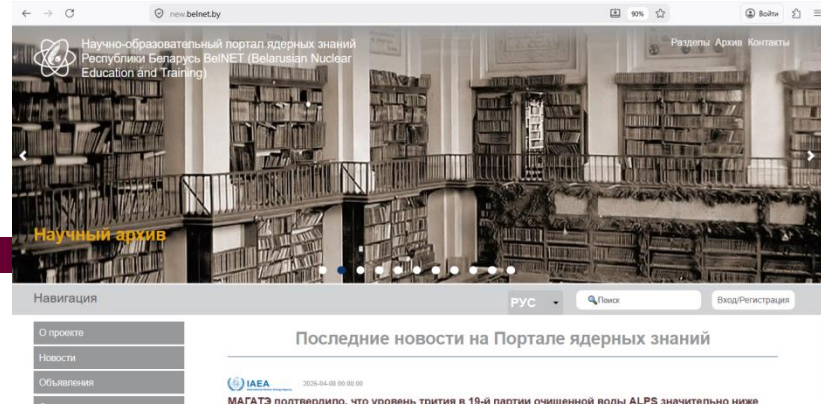 new.belnet.by
90%
Войти
Научно-образовательный портал ядерных знаний
Республики Беларусь BelNET (Belarusian Nuclear
Education and Training)
Разделы Архив Контакты
Научный архив
Навигация
РУС
Поиск
Вход/Регистрация
О проекте
Новости
Объявления
Последние новости на Портале ядерных знаний
IAEA
2026-04-08 00:00:00
МАГАТЭ подтвердило, что уровень трития в 19-й партии очищенной воды ALPS значительно ниже